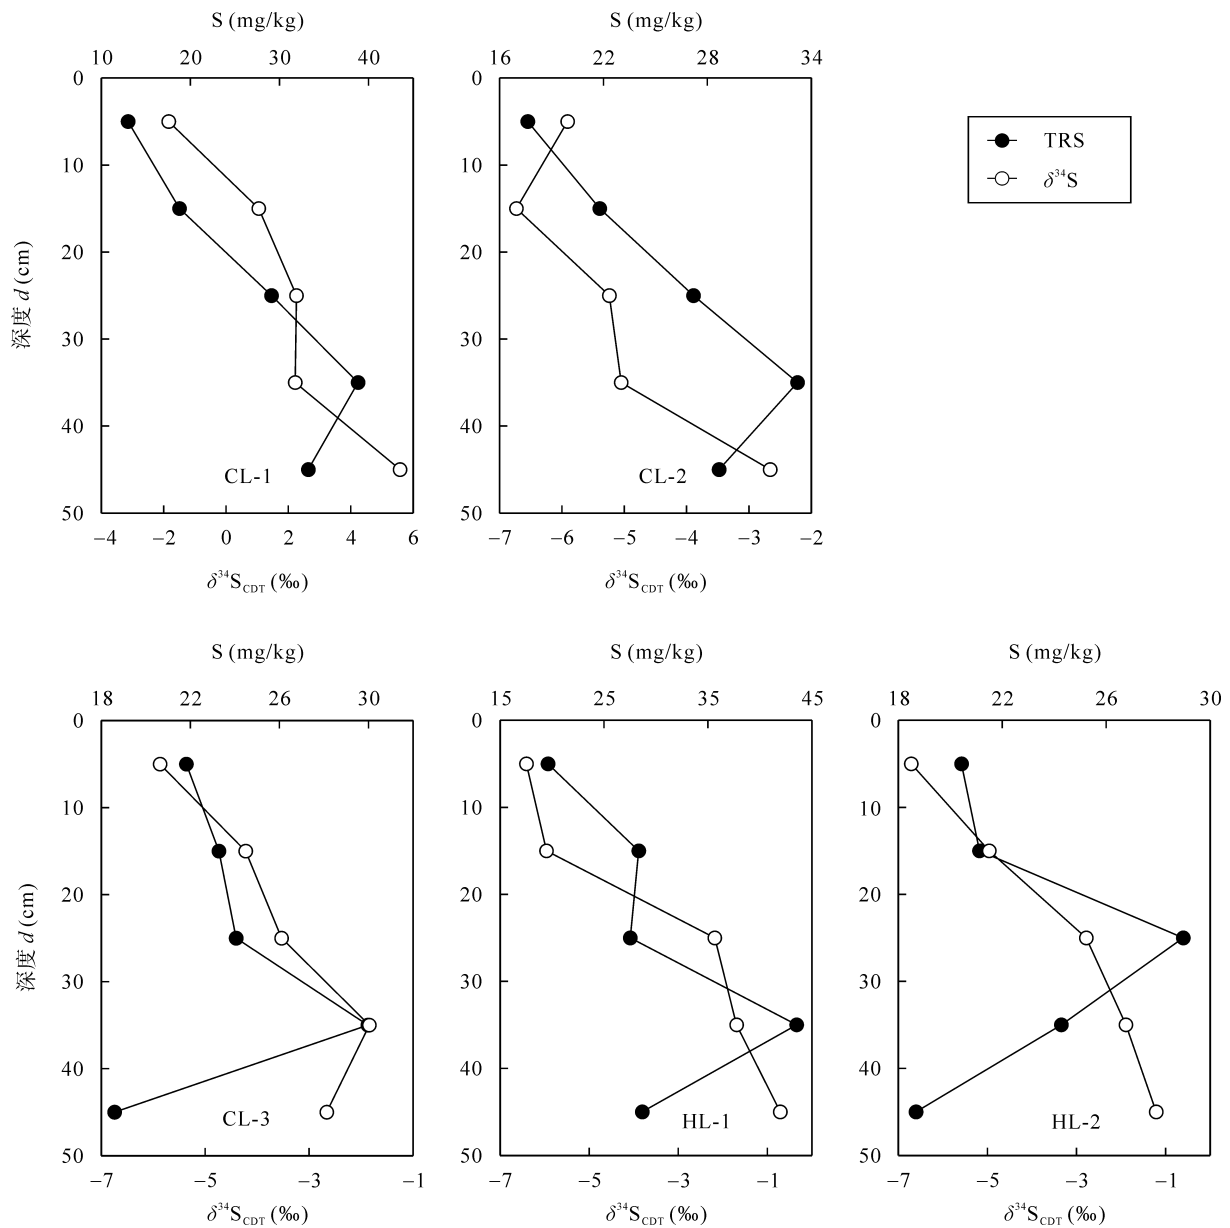 S (mg/kg)
10 20 30 40
0
10
20
30
40
50
深度 d (cm)
CL-1
−4 −2 0 2 4 6
δ³⁴S_CDT (‰)
S (mg/kg)
16 22 28 34
0
10
20
30
40
50
CL-2
−7 −6 −5 −4 −3 −2
δ³⁴S_CDT (‰)
TRS
δ³⁴S
S (mg/kg)
18 22 26 30
0
10
20
30
40
50
深度 d (cm)
CL-3
−7 −5 −3 −1
δ³⁴S_CDT (‰)
S (mg/kg)
15 25 35 45
0
10
20
30
40
50
HL-1
−7 −5 −3 −1
δ³⁴S_CDT (‰)
S (mg/kg)
18 22 26 30
0
10
20
30
40
50
HL-2
−7 −5 −3 −1
δ³⁴S_CDT (‰)